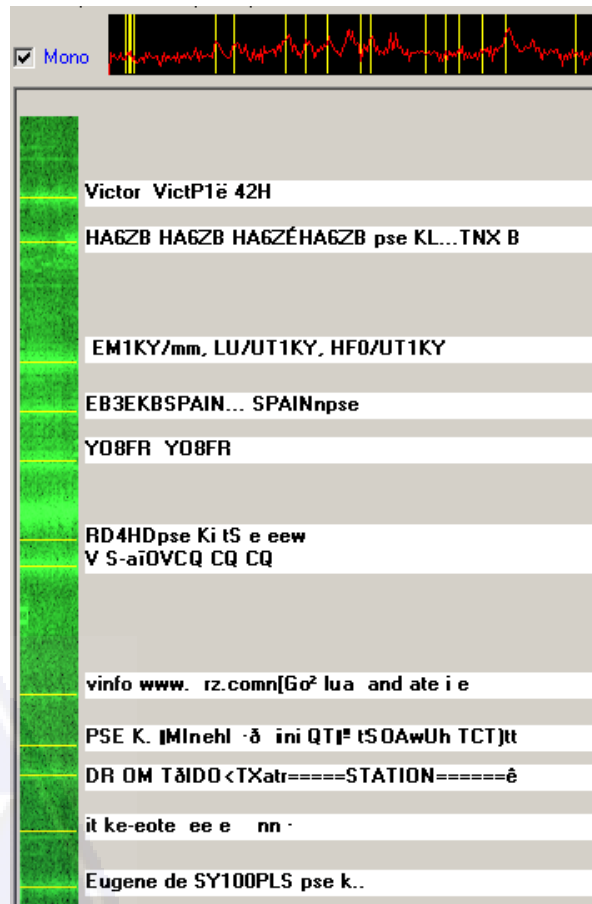 Mono
Victor VictP1ë 42H
HA6ZB HA6ZB HA6ZÉHA6ZB pse KL...TNX B
EM1KY/mm, LU/UT1KY, HF0/UT1KY
EB3EKBSPAIN... SPAINnpse
YO8FR YO8FR
RD4HDpse Ki tS e eew
V S-aïOVCQ CQ CQ
vinfo www. rz.comn[Go² lua and ate i e
PSE K. ini tSOAwUh TCT)tt
DR OM TðIDO<TXatr=====STATION======ê
it ke-eote ee e nn ·
Eugene de SY100PLS pse k..